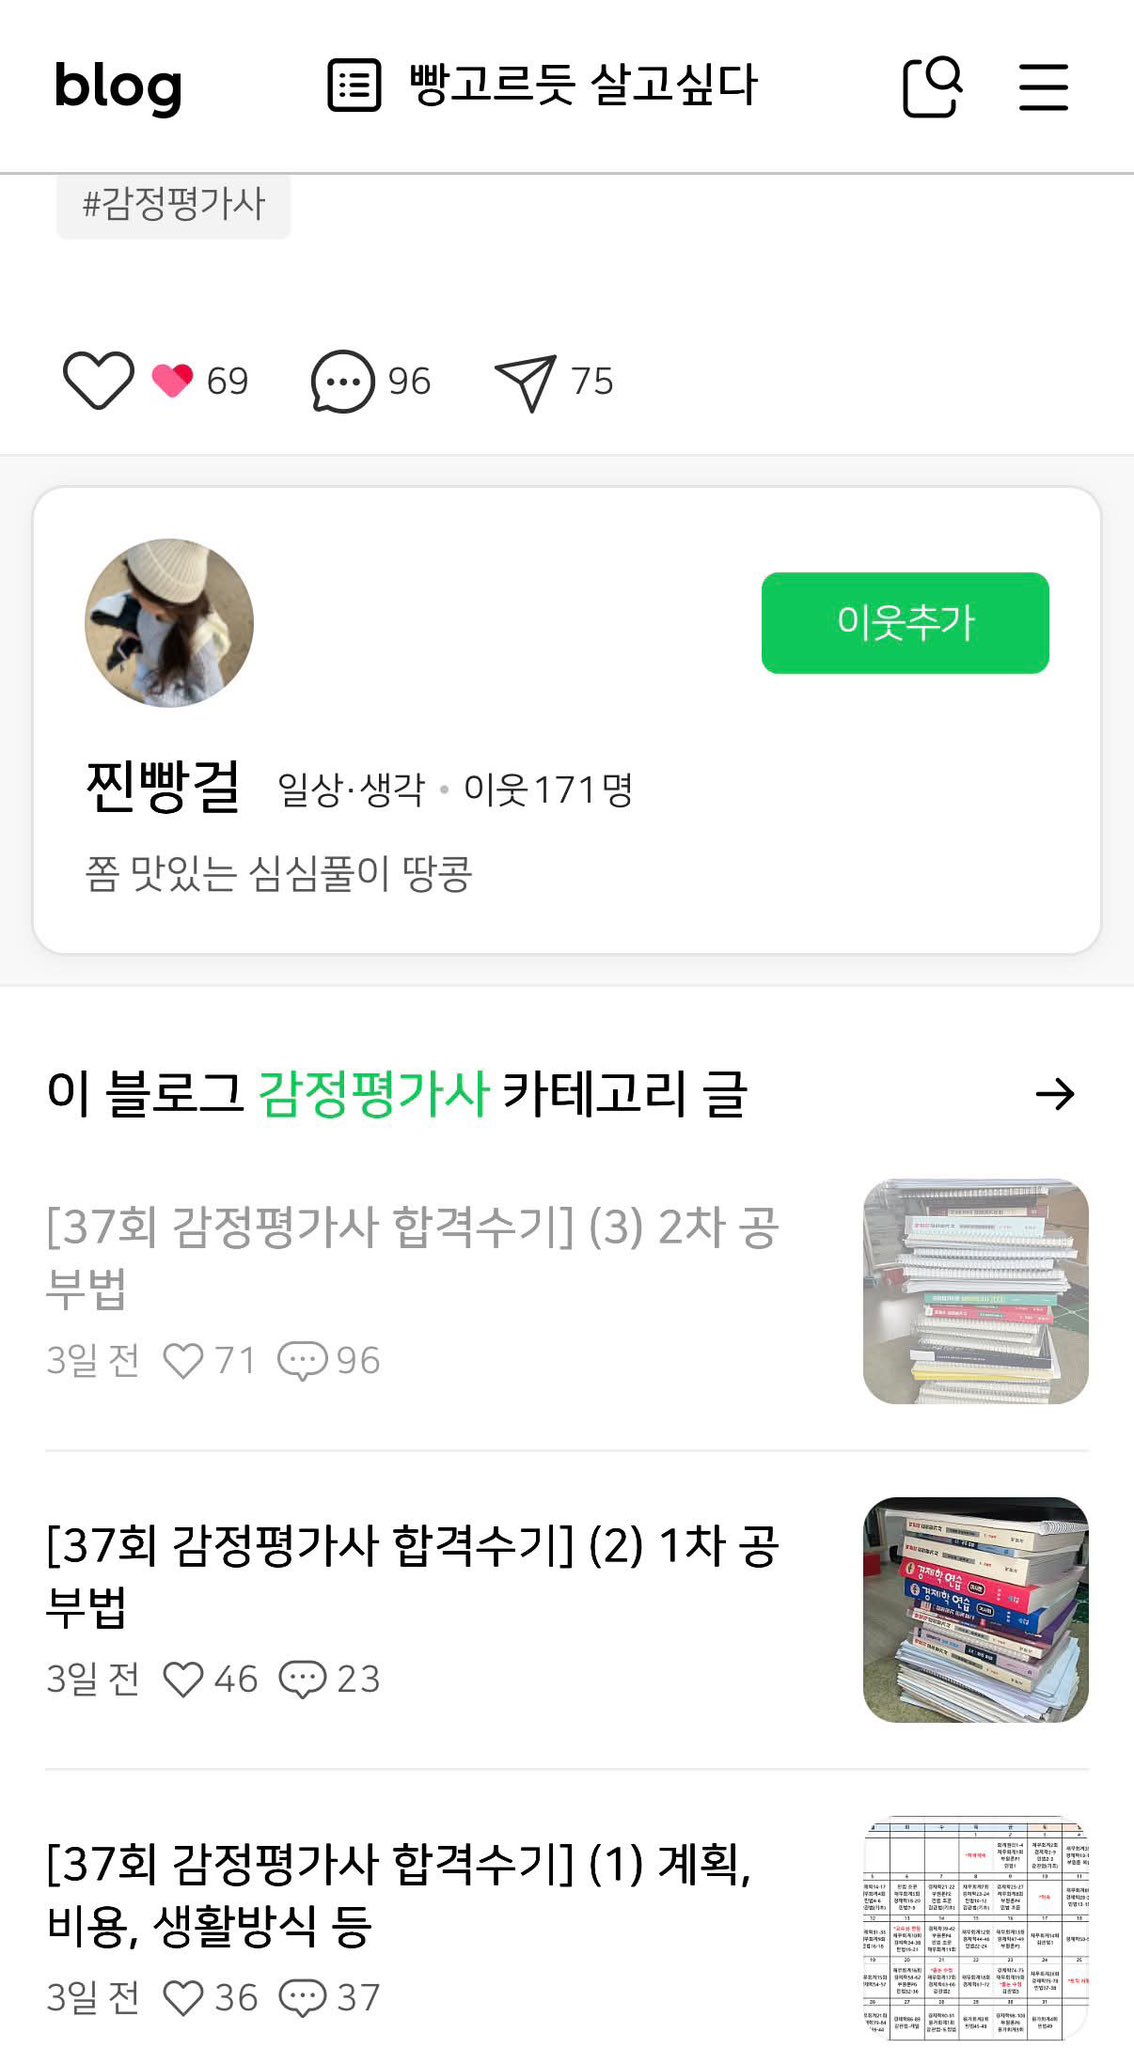 blog
빵고르듯 살고싶다
#감정평가사
69
96
75
이웃추가
찐빵걸 일상·생각 • 이웃 171명
쫌 맛있는 심심풀이 땅콩
이 블로그 감정평가사 카테고리 글
[37회 감정평가사 합격수기] (3) 2차 공
부법
3일 전 71 96
[37회 감정평가사 합격수기] (2) 1차 공
부법
3일 전 46 23
경제학 연습
경제학 연습
[37회 감정평가사 합격수기] (1) 계획,
비용, 생활방식 등
3일 전 36 37